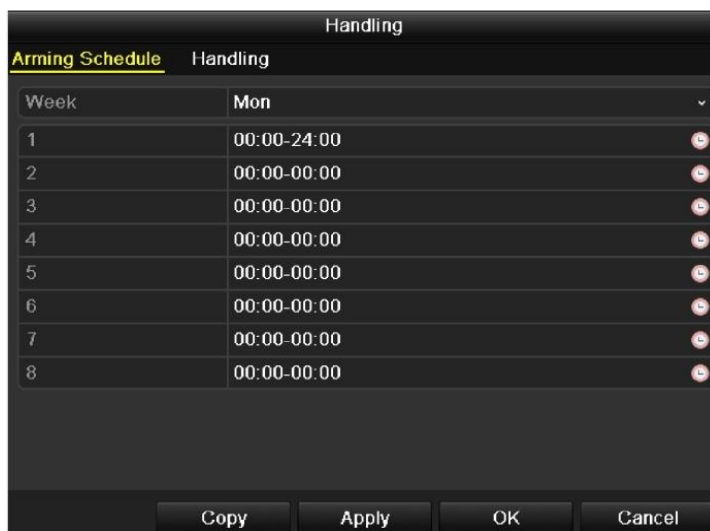 Handling
Arming Schedule Handling
Week Mon
1 00:00-24:00
2 00:00-00:00
3 00:00-00:00
4 00:00-00:00
5 00:00-00:00
6 00:00-00:00
7 00:00-00:00
8 00:00-00:00
Copy Apply OK Cancel